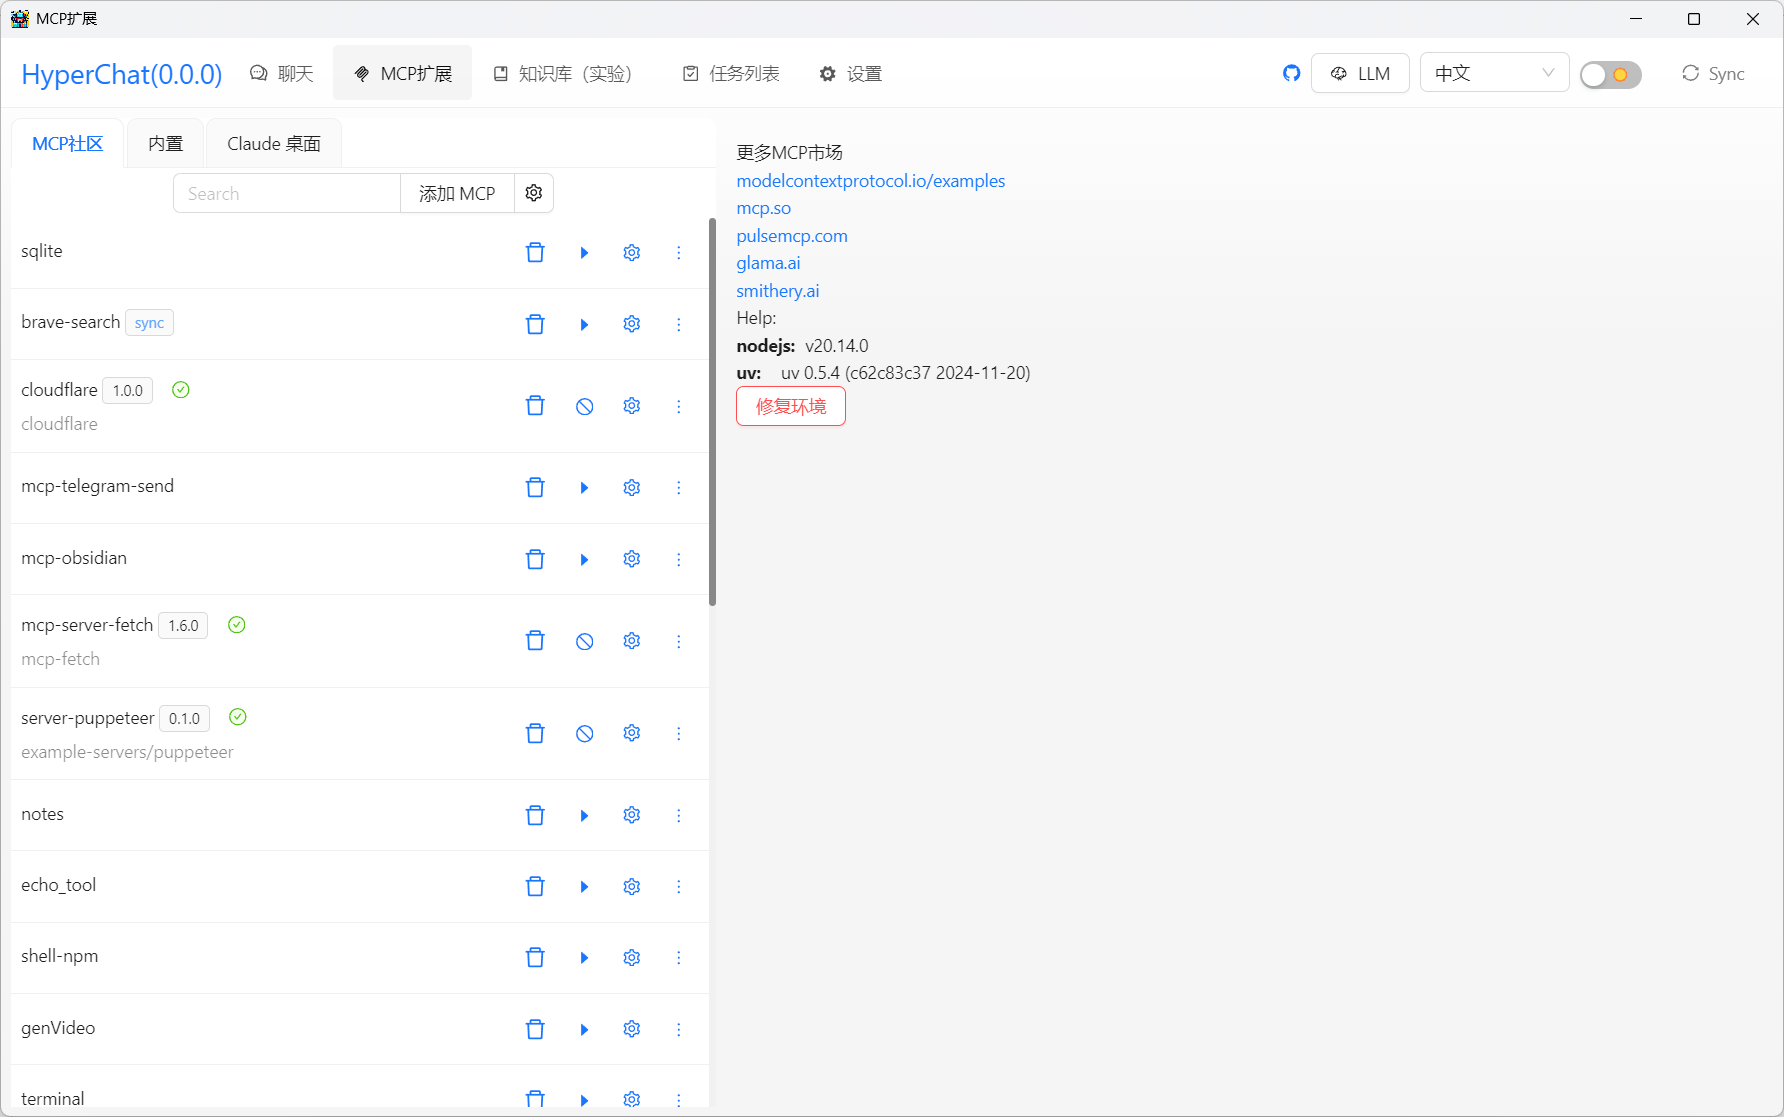 MCP扩展
HyperChat(0.0.0)
聊天
MCP扩展
知识库（实验）
任务列表
设置
LLM
中文
Sync
MCP社区
内置
Claude 桌面
Search
添加 MCP
sqlite
brave-search sync
cloudflare 1.0.0
cloudflare
mcp-telegram-send
mcp-obsidian
mcp-server-fetch 1.6.0
mcp-fetch
server-puppeteer 0.1.0
example-servers/puppeteer
notes
echo_tool
shell-npm
genVideo
terminal
更多MCP市场
modelcontextprotocol.io/examples
mcp.so
pulsemcp.com
glama.ai
smithery.ai
Help:
nodejs: v20.14.0
uv: uv 0.5.4 (c62c83c37 2024-11-20)
修复环境